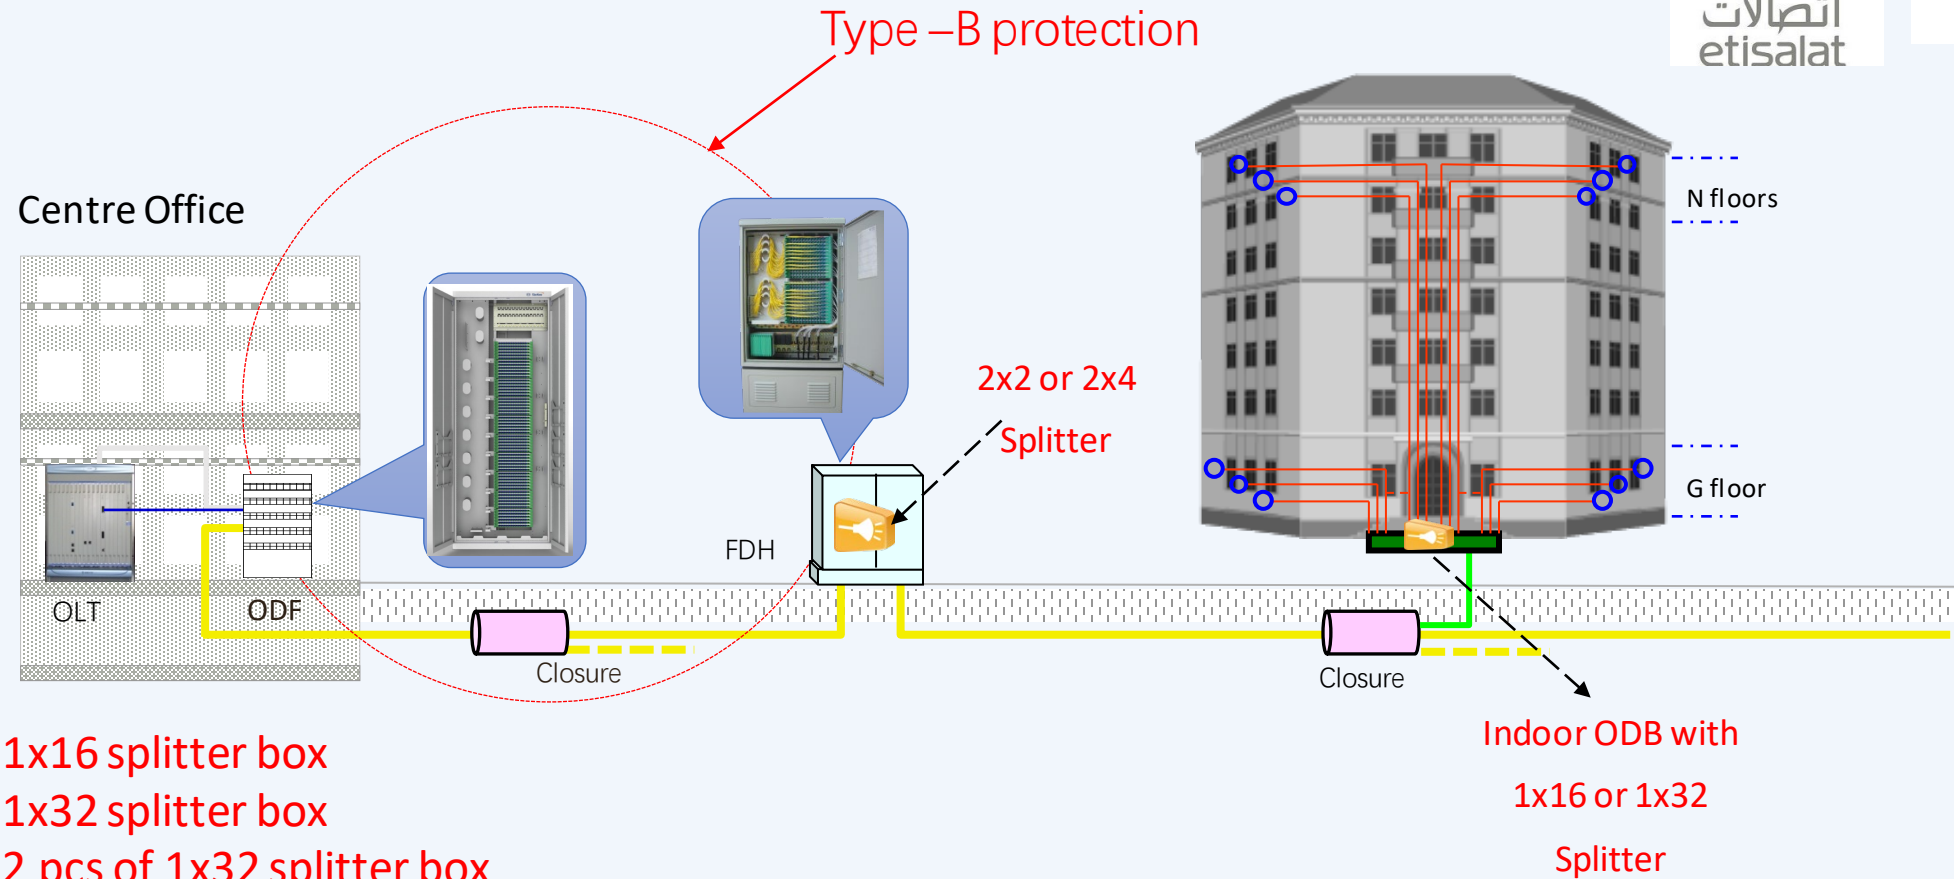 Type –B protection
اتصالات
etisalat
Centre Office
N floors
2x2 or 2x4
Splitter
G floor
FDH
OLT
ODF
Closure
Closure
Indoor ODB with
1x16 or 1x32
Splitter
1x16 splitter box
1x32 splitter box
2 pcs of 1x32 splitter box